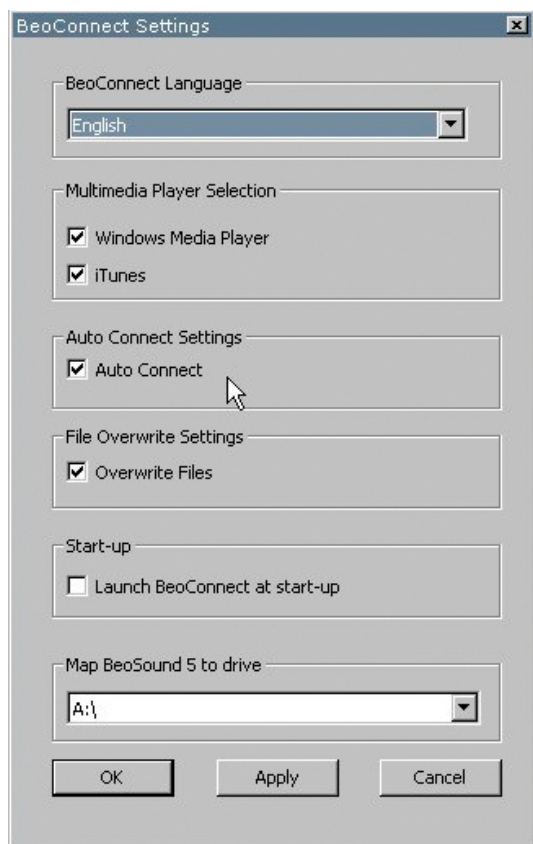 BeoConnect Settings
BeoConnect Language
English
Multimedia Player Selection
Windows Media Player
iTunes
Auto Connect Settings
Auto Connect
File Overwrite Settings
Overwrite Files
Start-up
Launch BeoConnect at start-up
Map BeoSound 5 to drive
A:\
OK Apply Cancel